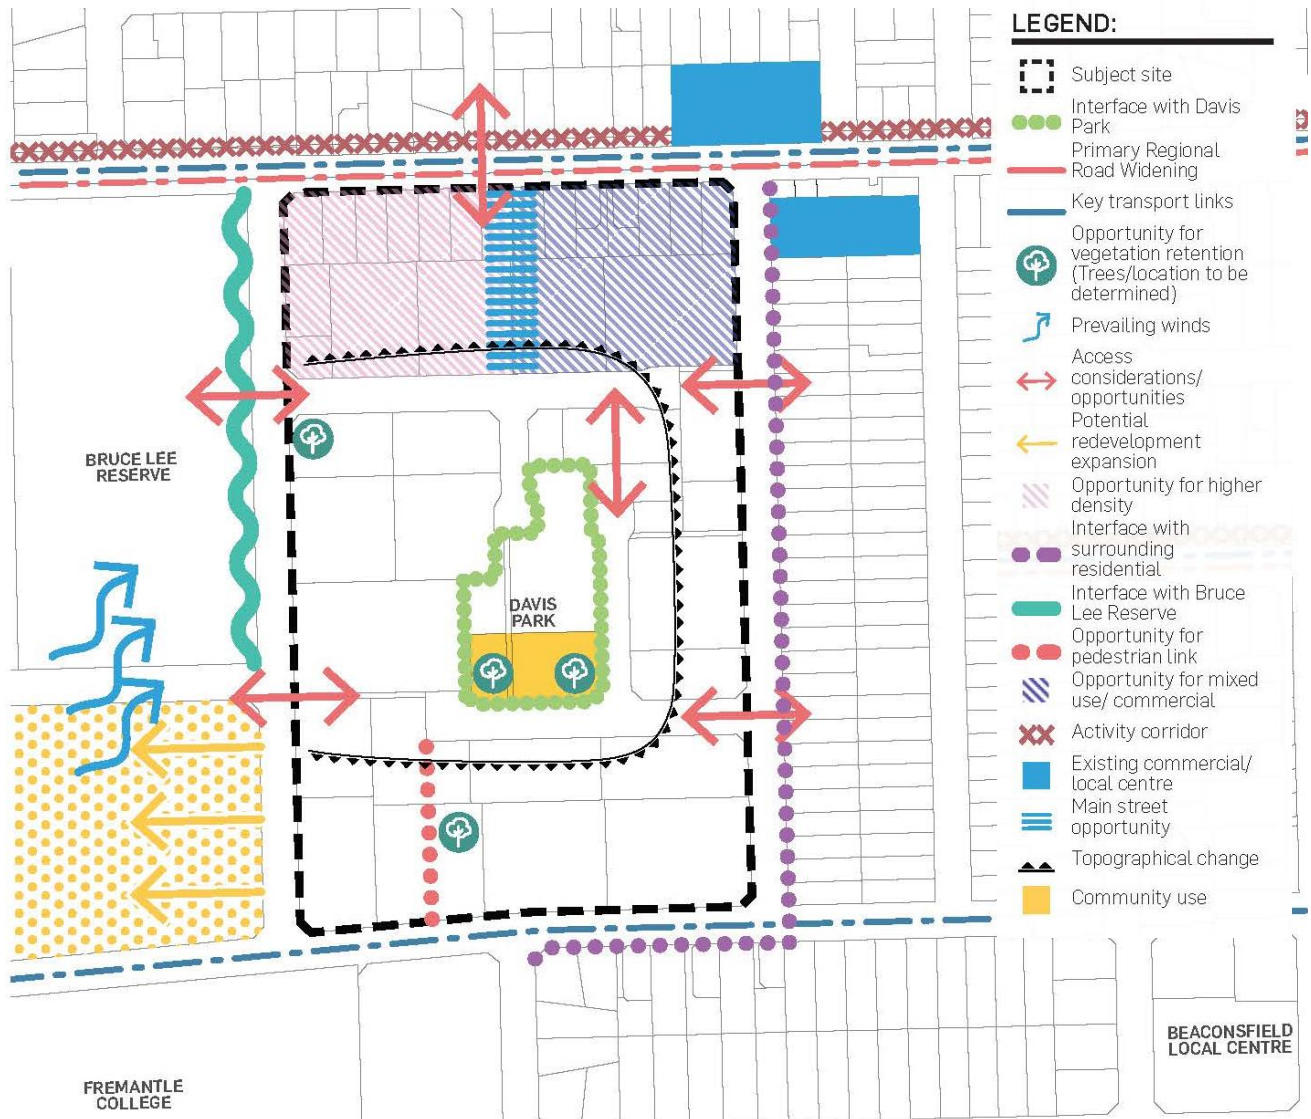 LEGEND:
Subject site
Interface with Davis
Park
Primary Regional
Road Widening
Key transport links
Opportunity for
vegetation retention
(Trees/location to be
determined)
Prevailing winds
Access
considerations/
opportunities
Potential
redevelopment
expansion
Opportunity for higher
density
Interface with
surrounding
residential
Interface with Bruce
Lee Reserve
Opportunity for
pedestrian link
Opportunity for mixed
use/ commercial
Activity corridor
Existing commercial/
local centre
Main street
opportunity
Topographical change
Community use
BRUCE LEE
RESERVE
DAVIS
PARK
BEACONSFIELD
LOCAL CENTRE
FREMANTLE
COLLEGE